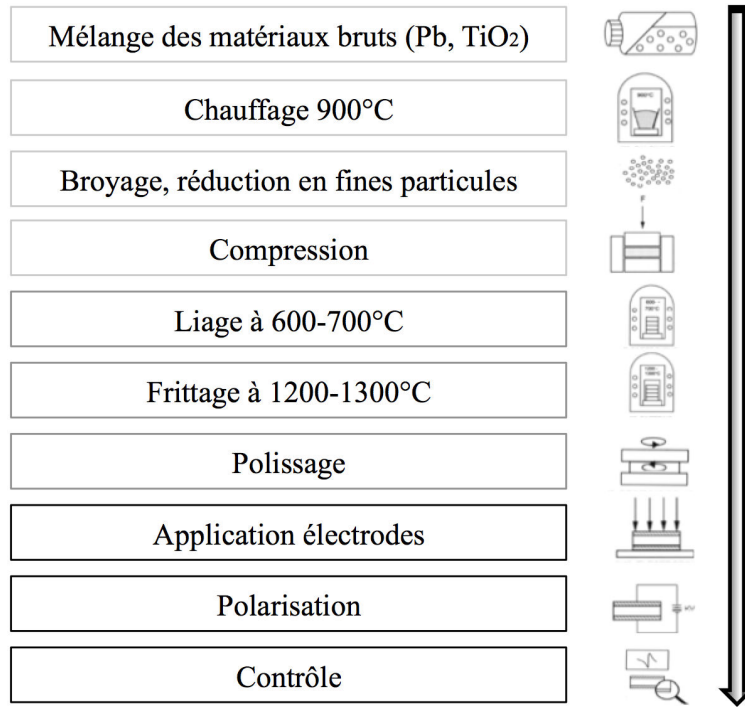 Mélange des matériaux bruts (Pb, TiO2)
Chauffage 900°C
900°C
Broyage, réduction en fines particules
F
Compression
Liage à 600-700°C
Frittage à 1200-1300°C
Polissage
Application électrodes
Polarisation
Contrôle